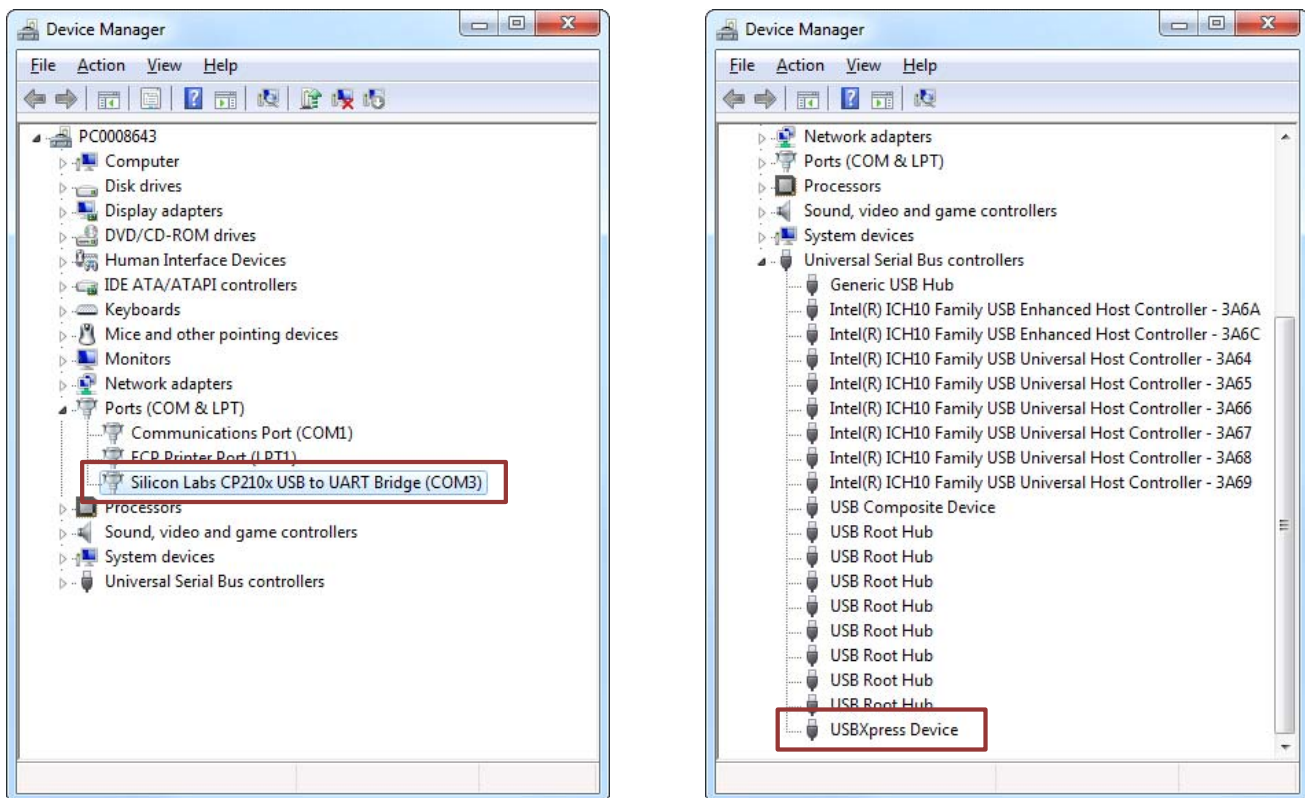 Device Manager
File Action View Help
PC0008643
Computer
Disk drives
Display adapters
DVD/CD-ROM drives
Human Interface Devices
IDE ATA/ATAPI controllers
Keyboards
Mice and other pointing devices
Monitors
Network adapters
Ports (COM & LPT)
Communications Port (COM1)
ECP Printer Port (LPT1)
Silicon Labs CP210x USB to UART Bridge (COM3)
Processors
Sound, video and game controllers
System devices
Universal Serial Bus controllers
Device Manager
File Action View Help
Network adapters
Ports (COM & LPT)
Processors
Sound, video and game controllers
System devices
Universal Serial Bus controllers
Generic USB Hub
Intel(R) ICH10 Family USB Enhanced Host Controller - 3A6A
Intel(R) ICH10 Family USB Enhanced Host Controller - 3A6C
Intel(R) ICH10 Family USB Universal Host Controller - 3A64
Intel(R) ICH10 Family USB Universal Host Controller - 3A65
Intel(R) ICH10 Family USB Universal Host Controller - 3A66
Intel(R) ICH10 Family USB Universal Host Controller - 3A67
Intel(R) ICH10 Family USB Universal Host Controller - 3A68
Intel(R) ICH10 Family USB Universal Host Controller - 3A69
USB Composite Device
USB Root Hub
USB Root Hub
USB Root Hub
USB Root Hub
USB Root Hub
USB Root Hub
USB Root Hub
USB Root Hub
USBXpress Device